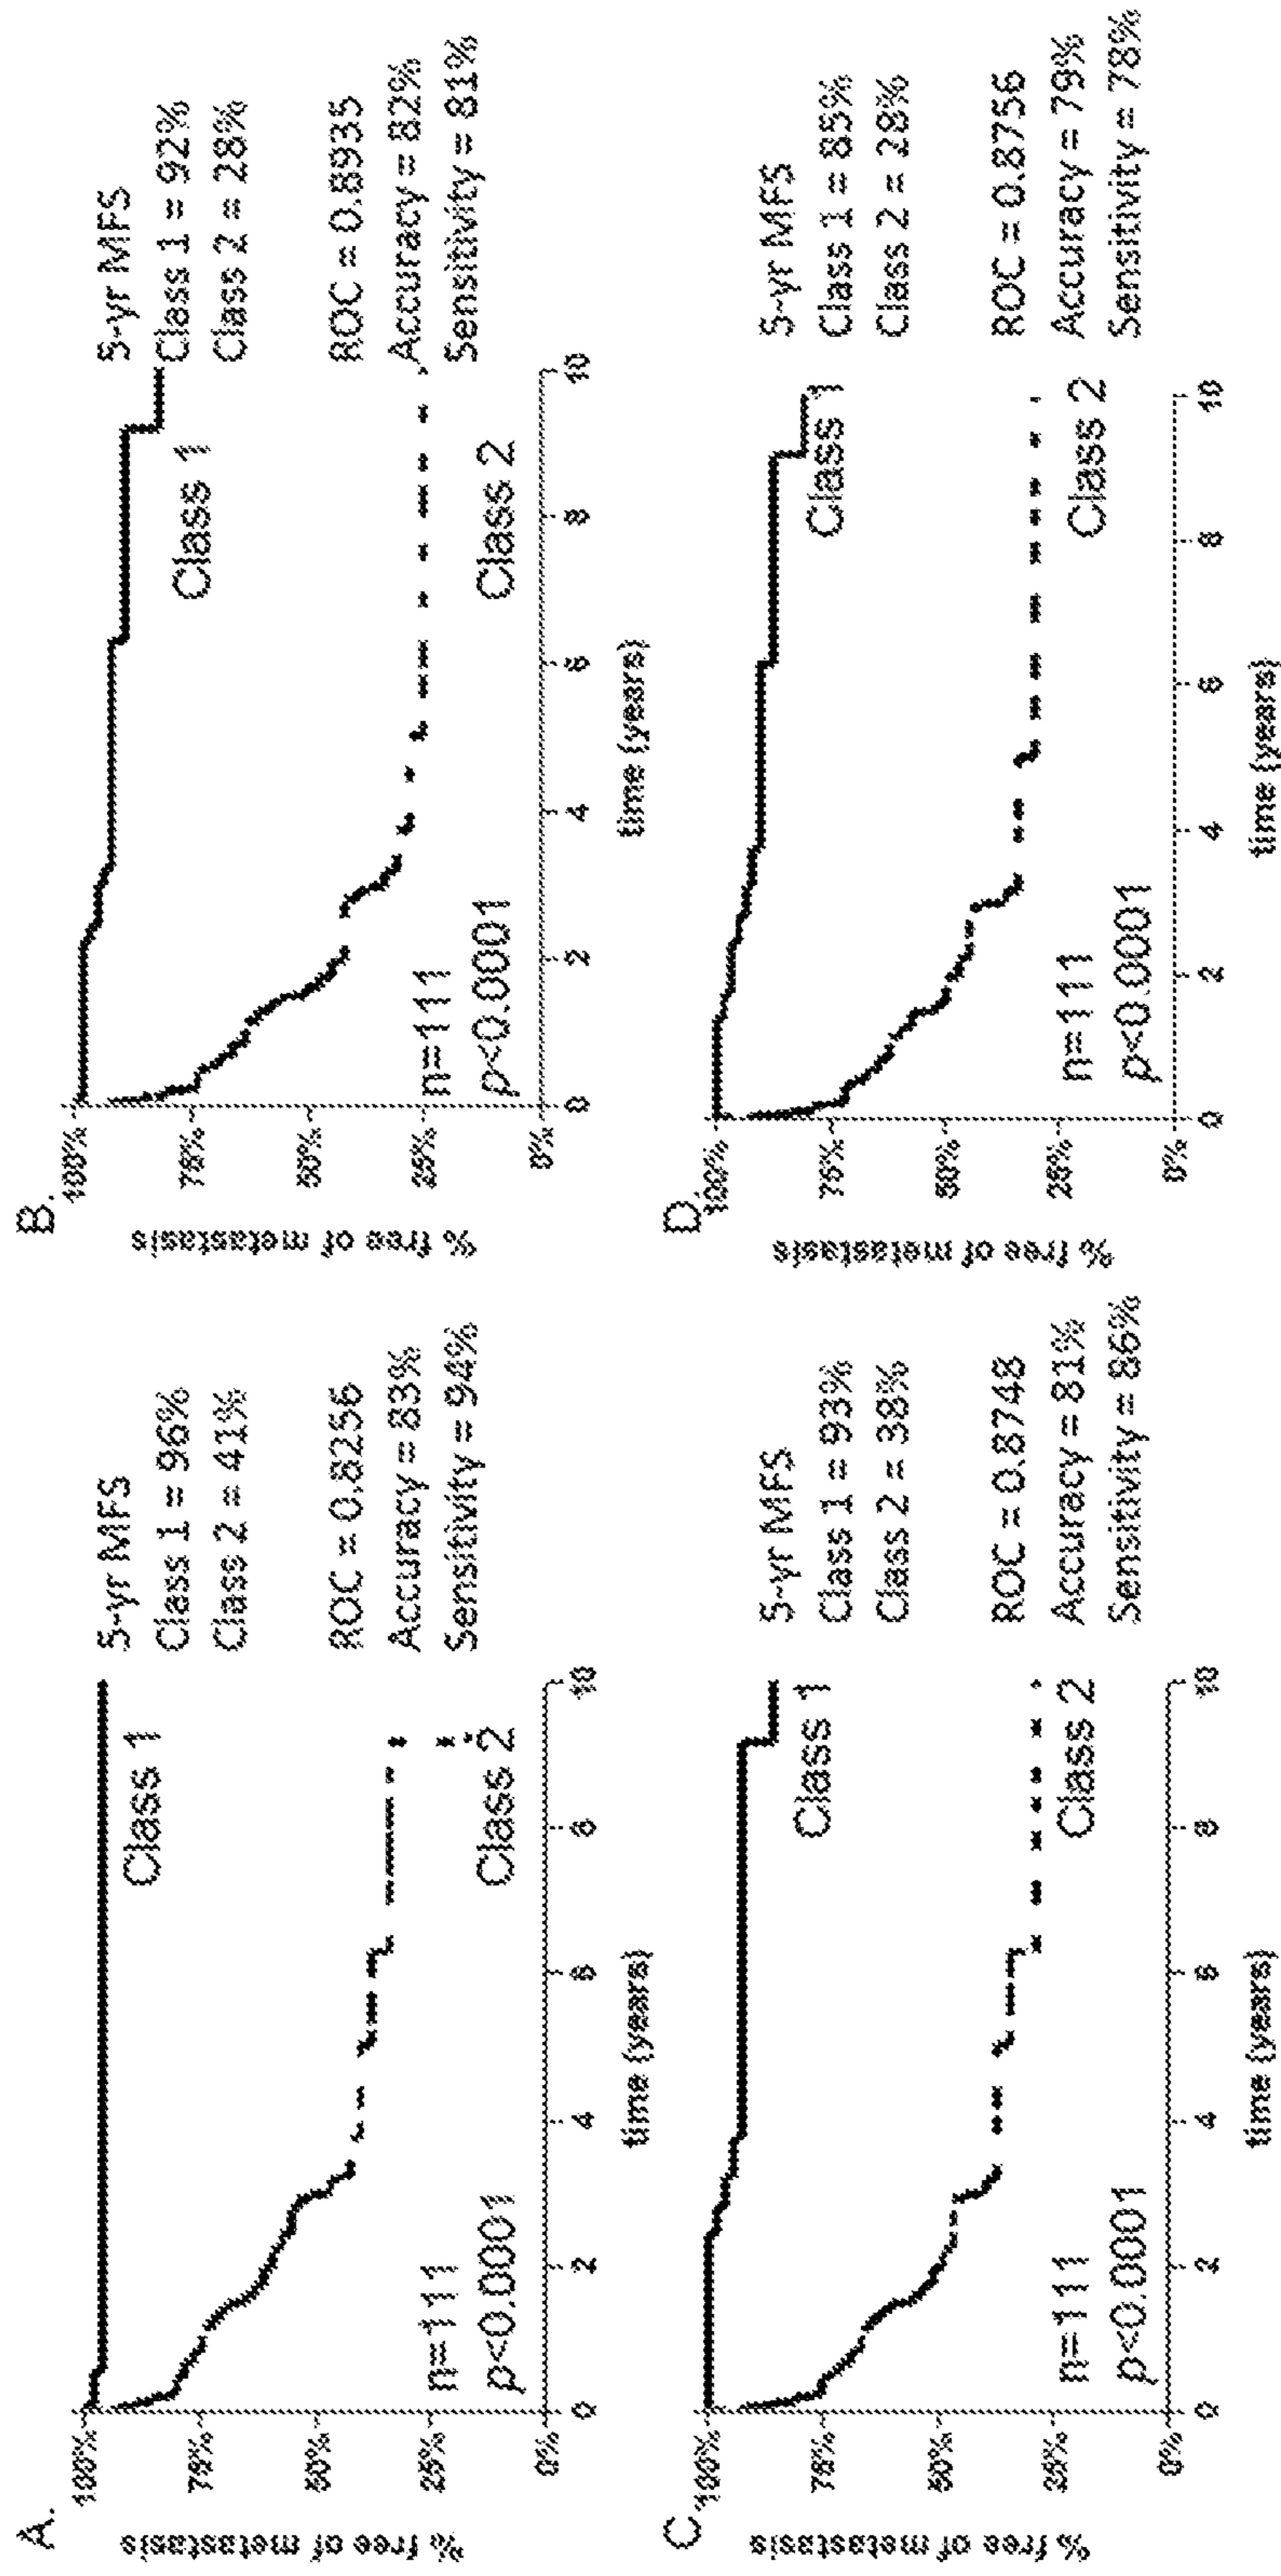 A.
% free of metastasis
100%
75%
50%
25%
0%
0 2 4 6 8 10
time (years)
Class 1
Class 2
n=111
p<0.0001
5-yr MFS
Class 1 = 96%
Class 2 = 41%
ROC = 0.8256
Accuracy = 83%
Sensitivity = 94%
B.
% free of metastasis
100%
75%
50%
25%
0%
0 2 4 6 8 10
time (years)
Class 1
Class 2
n=111
p<0.0001
5-yr MFS
Class 1 = 92%
Class 2 = 28%
ROC = 0.8935
Accuracy = 82%
Sensitivity = 81%
C.
% free of metastasis
100%
75%
50%
25%
0%
0 2 4 6 8 10
time (years)
Class 1
Class 2
n=111
p<0.0001
5-yr MFS
Class 1 = 93%
Class 2 = 38%
ROC = 0.8748
Accuracy = 81%
Sensitivity = 86%
D.
% free of metastasis
100%
75%
50%
25%
0%
0 2 4 6 8 10
time (years)
Class 1
Class 2
n=111
p<0.0001
5-yr MFS
Class 1 = 85%
Class 2 = 28%
ROC = 0.8756
Accuracy = 79%
Sensitivity = 78%